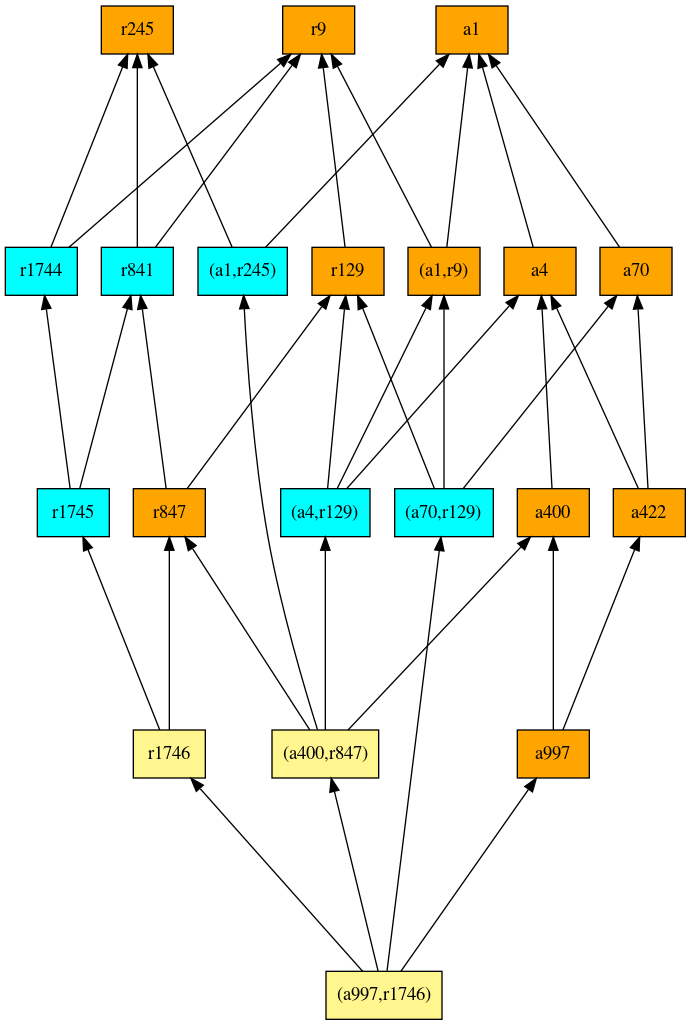 r245
r9
a1
r1744
r841
(a1,r245)
r129
(a1,r9)
a4
a70
r1745
r847
(a4,r129)
(a70,r129)
a400
a422
r1746
(a400,r847)
a997
(a997,r1746)